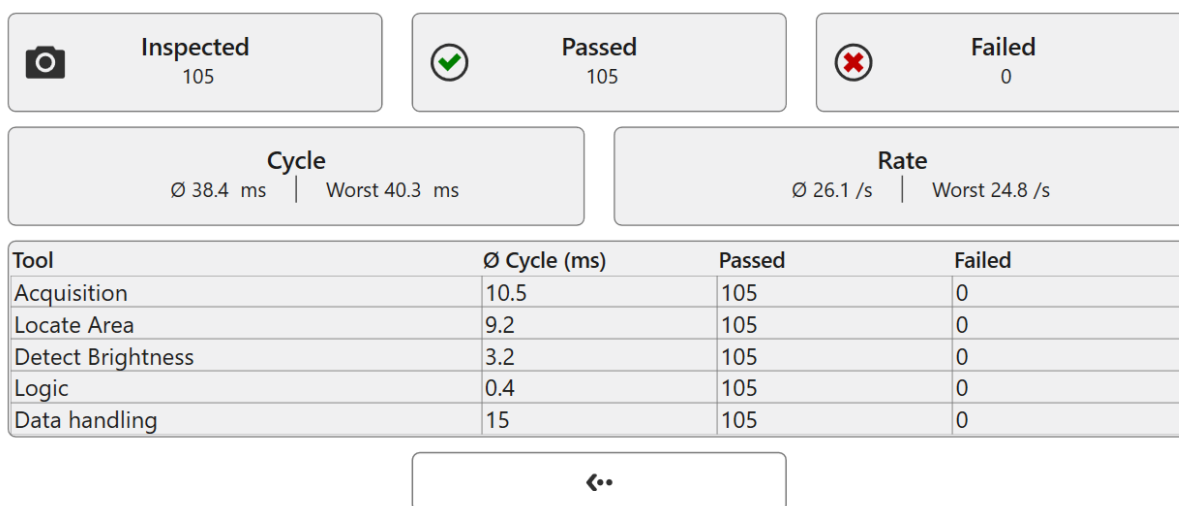 Inspected
105
Passed
105
Failed
0
Cycle
Ø 38.4 ms | Worst 40.3 ms
Rate
Ø 26.1 /s | Worst 24.8 /s
Tool Ø Cycle (ms) Passed Failed
Acquisition 10.5 105 0
Locate Area 9.2 105 0
Detect Brightness 3.2 105 0
Logic 0.4 105 0
Data handling 15 105 0